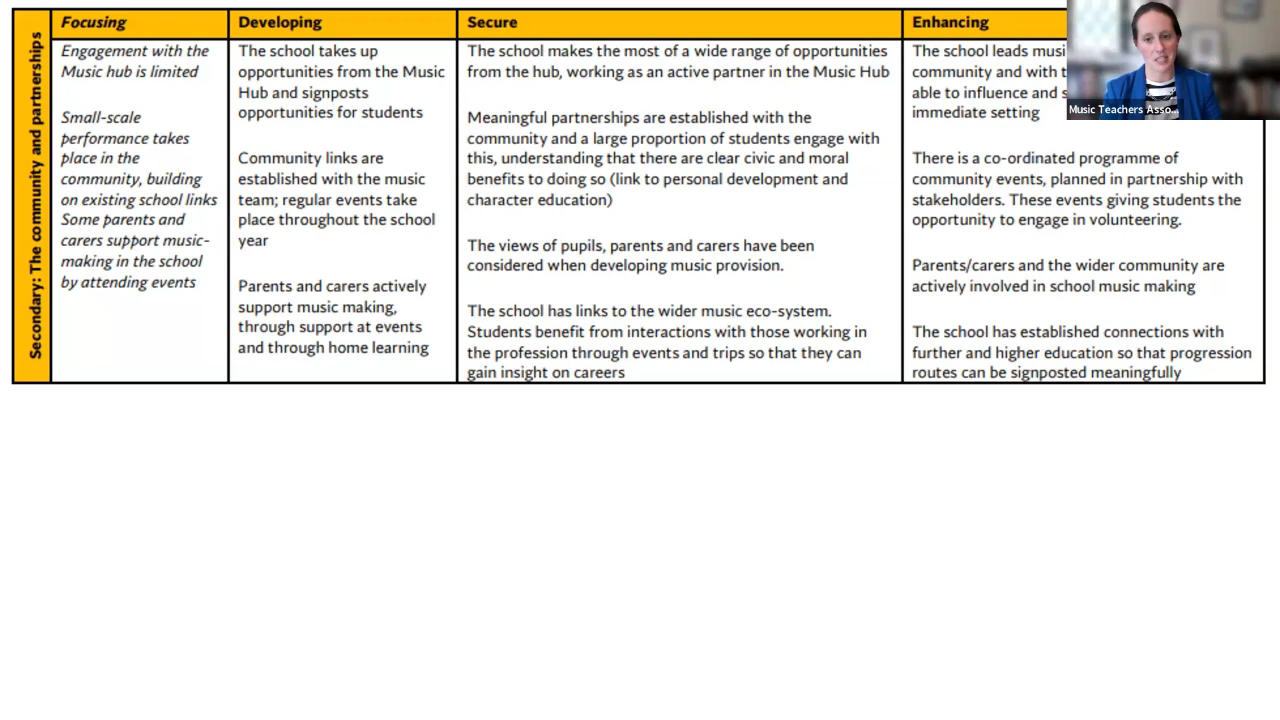 Secondary: The community and partnerships
Focusing
Engagement with the
Music hub is limited
Small-scale
performance takes
place in the
community, building
on existing school links
Some parents and
carers support music-
making in the school
by attending events
Developing
The school takes up
opportunities from the Music
Hub and signposts
opportunities for students
Community links are
established with the music
team; regular events take
place throughout the school
year
Parents and carers actively
support music making,
through support at events
and through home learning
Secure
The school makes the most of a wide range of opportunities
from the hub, working as an active partner in the Music Hub
Meaningful partnerships are established with the
community and a large proportion of students engage with
this, understanding that there are clear civic and moral
benefits to doing so (link to personal development and
character education)
The views of pupils, parents and carers have been
considered when developing music provision.
The school has links to the wider music eco-system.
Students benefit from interactions with those working in
the profession through events and trips so that they can
gain insight on careers
Enhancing
The school leads musi
community and with t
able to influence and s
immediate setting
There is a co-ordinated programme of
community events, planned in partnership with
stakeholders. These events giving students the
opportunity to engage in volunteering.
Parents/carers and the wider community are
actively involved in school music making
The school has established connections with
further and higher education so that progression
routes can be signposted meaningfully
Music Teachers Asso...